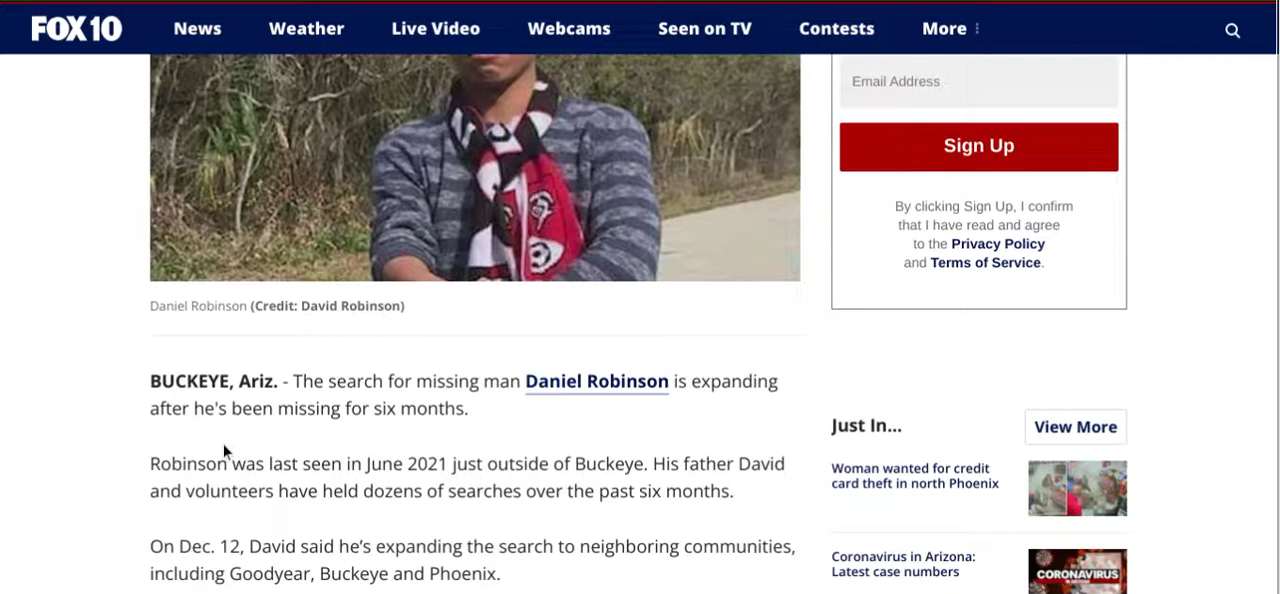 FOX 10 News Weather Live Video Webcams Seen on TV Contests More
Email Address
Sign Up
By clicking Sign Up, I confirm
that I have read and agree
to the Privacy Policy
and Terms of Service.
Daniel Robinson (Credit: David Robinson)
BUCKEYE, Ariz. - The search for missing man Daniel Robinson is expanding
after he's been missing for six months.
Robinson was last seen in June 2021 just outside of Buckeye. His father David
and volunteers have held dozens of searches over the past six months.
On Dec. 12, David said he’s expanding the search to neighboring communities,
including Goodyear, Buckeye and Phoenix.
Just In...
View More
Woman wanted for credit
card theft in north Phoenix
Coronavirus in Arizona:
Latest case numbers
CORONAVIRUS